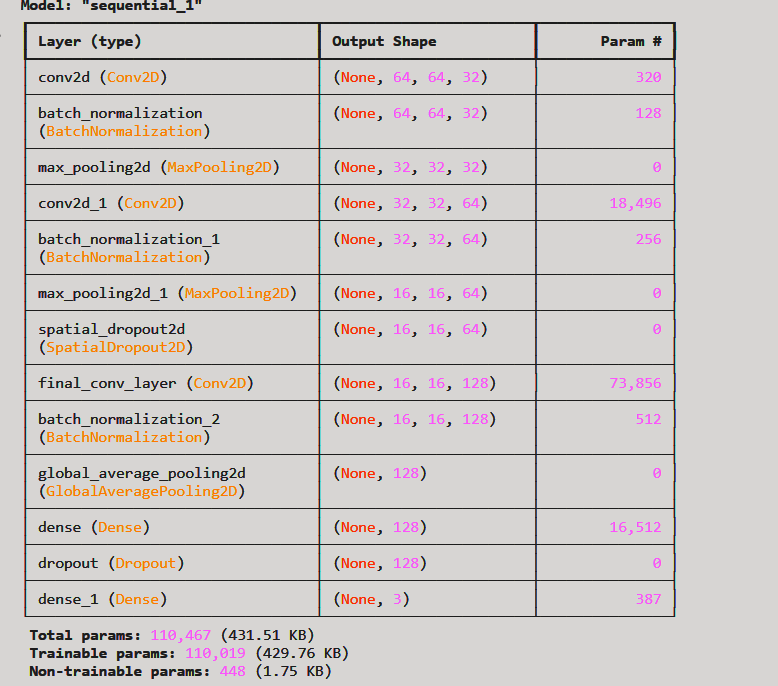 Model: "sequential_1"
Layer (type) Output Shape Param #
conv2d (Conv2D) (None, 64, 64, 32) 320
batch_normalization (None, 64, 64, 32) 128
(BatchNormalization)
max_pooling2d (MaxPooling2D) (None, 32, 32, 32) 0
conv2d_1 (Conv2D) (None, 32, 32, 64) 18,496
batch_normalization_1 (None, 32, 32, 64) 256
(BatchNormalization)
max_pooling2d_1 (MaxPooling2D) (None, 16, 16, 64) 0
spatial_dropout2d (None, 16, 16, 64) 0
(SpatialDropout2D)
final_conv_layer (Conv2D) (None, 16, 16, 128) 73,856
batch_normalization_2 (None, 16, 16, 128) 512
(BatchNormalization)
global_average_pooling2d (None, 128) 0
(GlobalAveragePooling2D)
dense (Dense) (None, 128) 16,512
dropout (Dropout) (None, 128) 0
dense_1 (Dense) (None, 3) 387
Total params: 110,467 (431.51 KB)
Trainable params: 110,019 (429.76 KB)
Non-trainable params: 448 (1.75 KB)